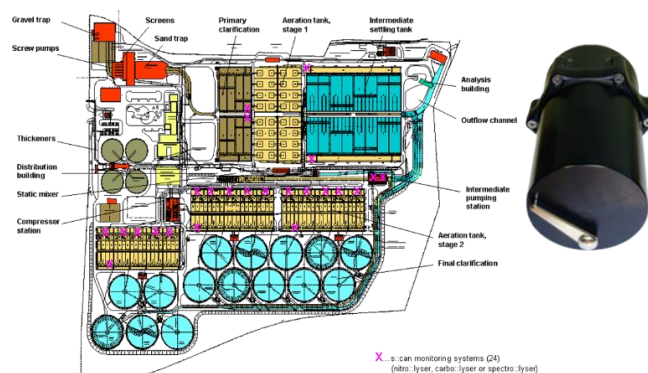 Gravel trap
Screens
Sand trap
Screw pumps
Primary
clarification
Aeration tank,
stage 1
Intermediate
settling tank
Analysis
building
Outflow channel
Thickeners
Distribution
building
Static mixer
Compressor
station
Intermediate
pumping
station
Aeration tank,
stage 2
Final clarification
X... s::can monitoring systems (24)
(nitro::lyser, carbo::lyser or spectro::lyser)